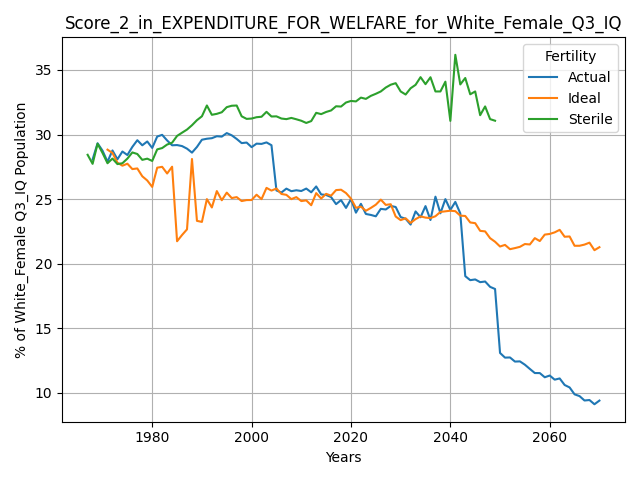 Score_2_in_EXPENDITURE_FOR_WELFARE_for_White_Female_Q3_IQ
% of White_Female Q3_IQ Population
35
30
25
20
15
10
Fertility
Actual
Ideal
Sterile
1980
2000
2020
2040
2060
Years